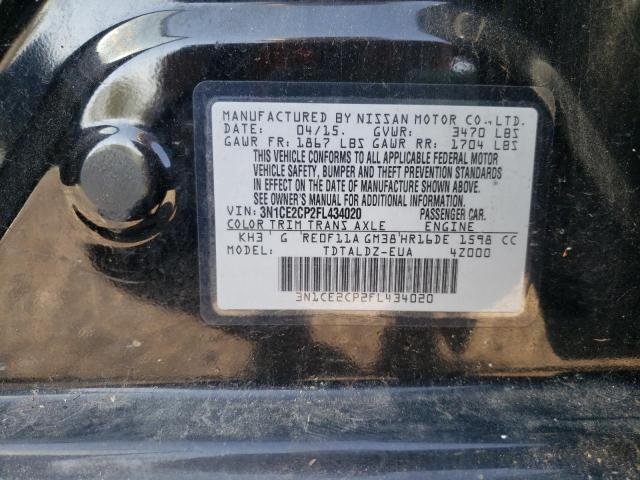 MANUFACTURED BY NISSAN MOTOR CO.,LTD.
DATE: 04/15. GVWR: 3470 LBS
GAWR FR: 1867 LBS GAWR RR: 1704 LBS
THIS VEHICLE CONFORMS TO ALL APPLICABLE FEDERAL MOTOR
VEHICLE SAFETY, BUMPER AND THEFT PREVENTION STANDARDS
IN EFFECT ON THE DATE OF MANUFACTURE SHOWN ABOVE.
SEE OWNER'S MANUAL FOR ADDITIONAL INFORMATION.
VIN: 3N1CE2CP2FL434020 PASSENGER CAR.
COLOR TRIM TRANS AXLE ENGINE
KH3 G RE0F11A GM38 HR16DE 1598 CC
MODEL: TDTALDZ-EUA 4Z000
3N1CE2CP2FL434020